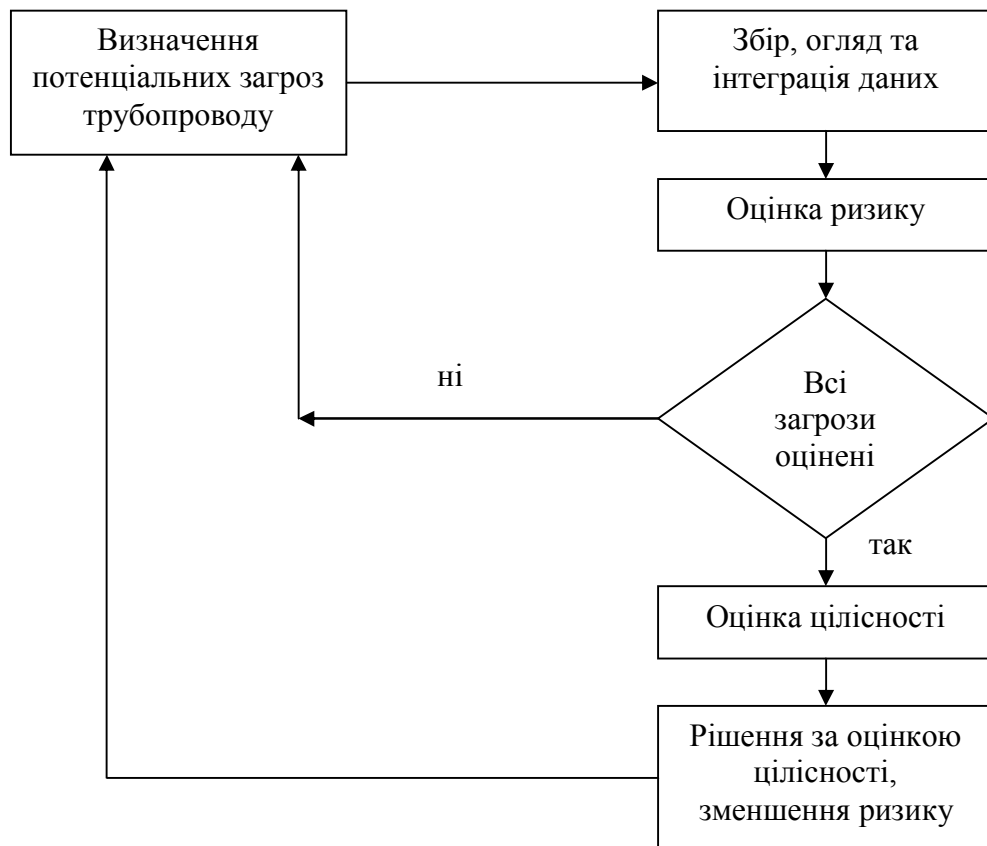 Визначення
потенціальних загроз
трубопроводу
Збір, огляд та
інтеграція даних
Оцінка ризику
ні
Всі
загрози
оцінені
так
Оцінка цілісності
Рішення за оцінкою
цілісності,
зменшення ризику